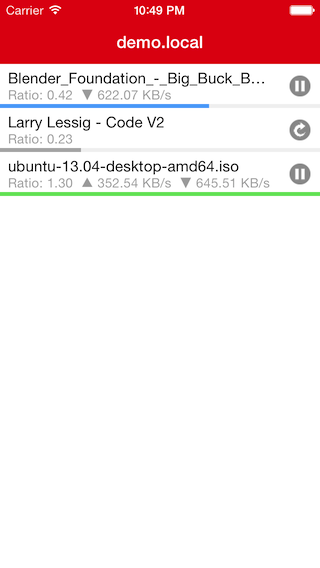 Carrier 10:49 PM
demo.local
Blender_Foundation_-_Big_Buck_B...
Ratio: 0.42 ▼ 622.07 KB/s
Larry Lessig - Code V2
Ratio: 0.23
ubuntu-13.04-desktop-amd64.iso
Ratio: 1.30 ▲ 352.54 KB/s ▼ 645.51 KB/s